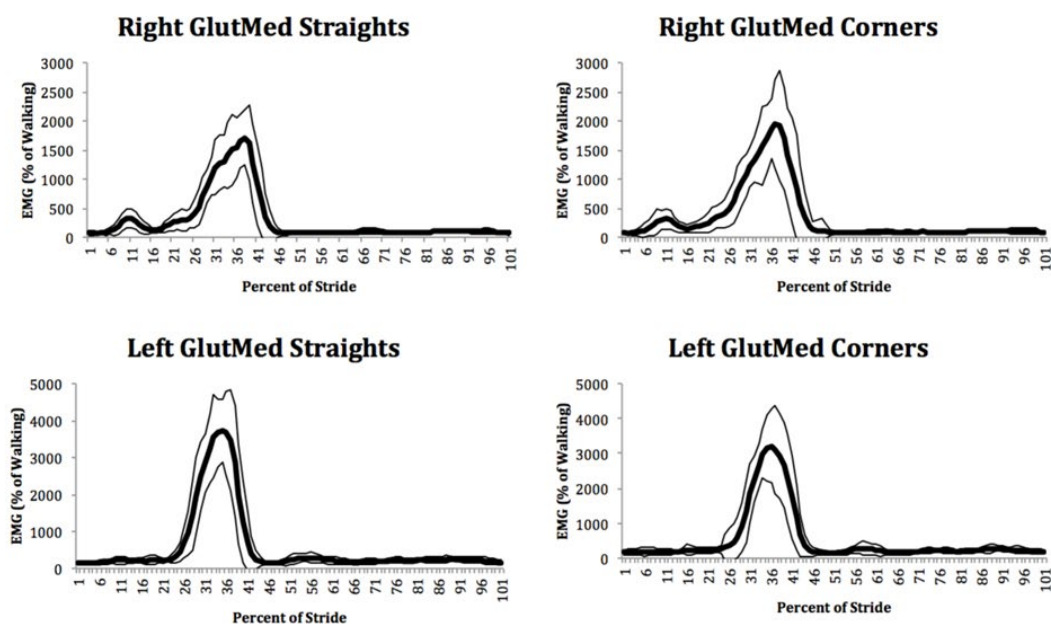 Right GlutMed Straights
EMG (% of Walking)
3000
2500
2000
1500
1000
500
0
1 6 11 16 21 26 31 36 41 46 51 56 61 66 71 76 81 86 91 96 101
Percent of Stride
Right GlutMed Corners
EMG (% of Walking)
3000
2500
2000
1500
1000
500
0
1 6 11 16 21 26 31 36 41 46 51 56 61 66 71 76 81 86 91 96 101
Percent of Stride
Left GlutMed Straights
EMG (% of Walking)
5000
4000
3000
2000
1000
0
1 6 11 16 21 26 31 36 41 46 51 56 61 66 71 76 81 86 91 96 101
Percent of Stride
Left GlutMed Corners
EMG (% of Walking)
5000
4000
3000
2000
1000
0
1 6 11 16 21 26 31 36 41 46 51 56 61 66 71 76 81 86 91 96 101
Percent of Stride